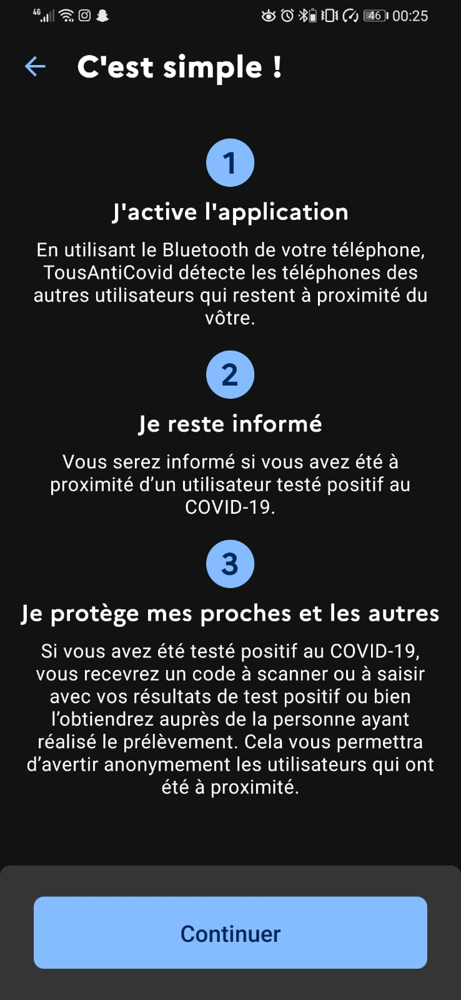 4G 46 00:25
C'est simple !
1
J'active l'application
En utilisant le Bluetooth de votre téléphone,
TousAntiCovid détecte les téléphones des
autres utilisateurs qui restent à proximité du
vôtre.
2
Je reste informé
Vous serez informé si vous avez été à
proximité d’un utilisateur testé positif au
COVID-19.
3
Je protège mes proches et les autres
Si vous avez été testé positif au COVID-19,
vous recevrez un code à scanner ou à saisir
avec vos résultats de test positif ou bien
l’obtiendrez auprès de la personne ayant
réalisé le prélèvement. Cela vous permettra
d’avertir anonymement les utilisateurs qui ont
été à proximité.
Continuer